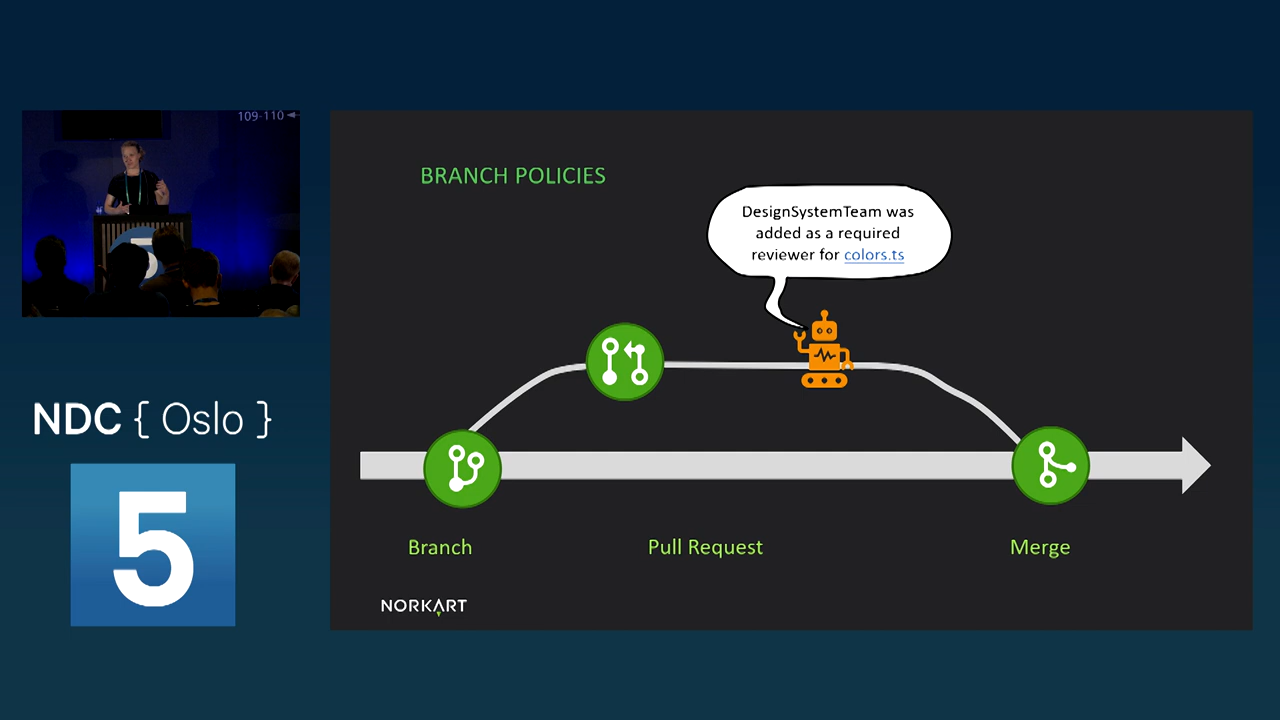 109-110
NDC { Oslo }
5
5
BRANCH POLICIES
DesignSystemTeam was
added as a required
reviewer for colors.ts
Branch
Pull Request
Merge
NORKART